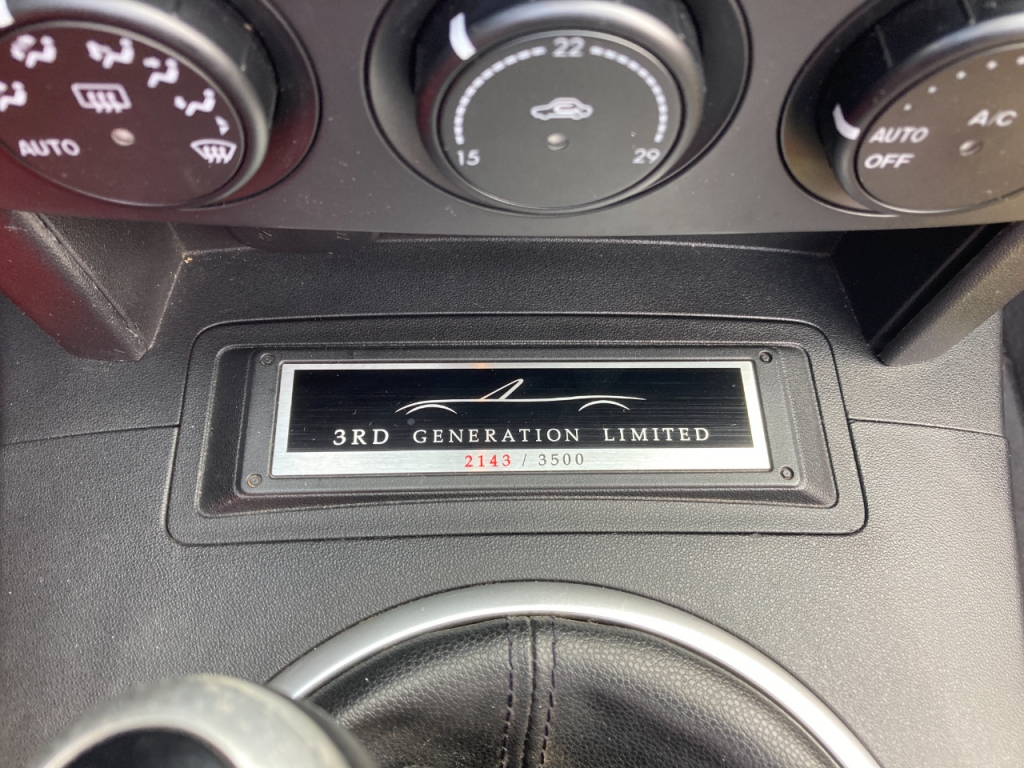 22
15
29
AUTO
AUTO
A/C
OFF
3RD GENERATION LIMITED
2143 / 3500